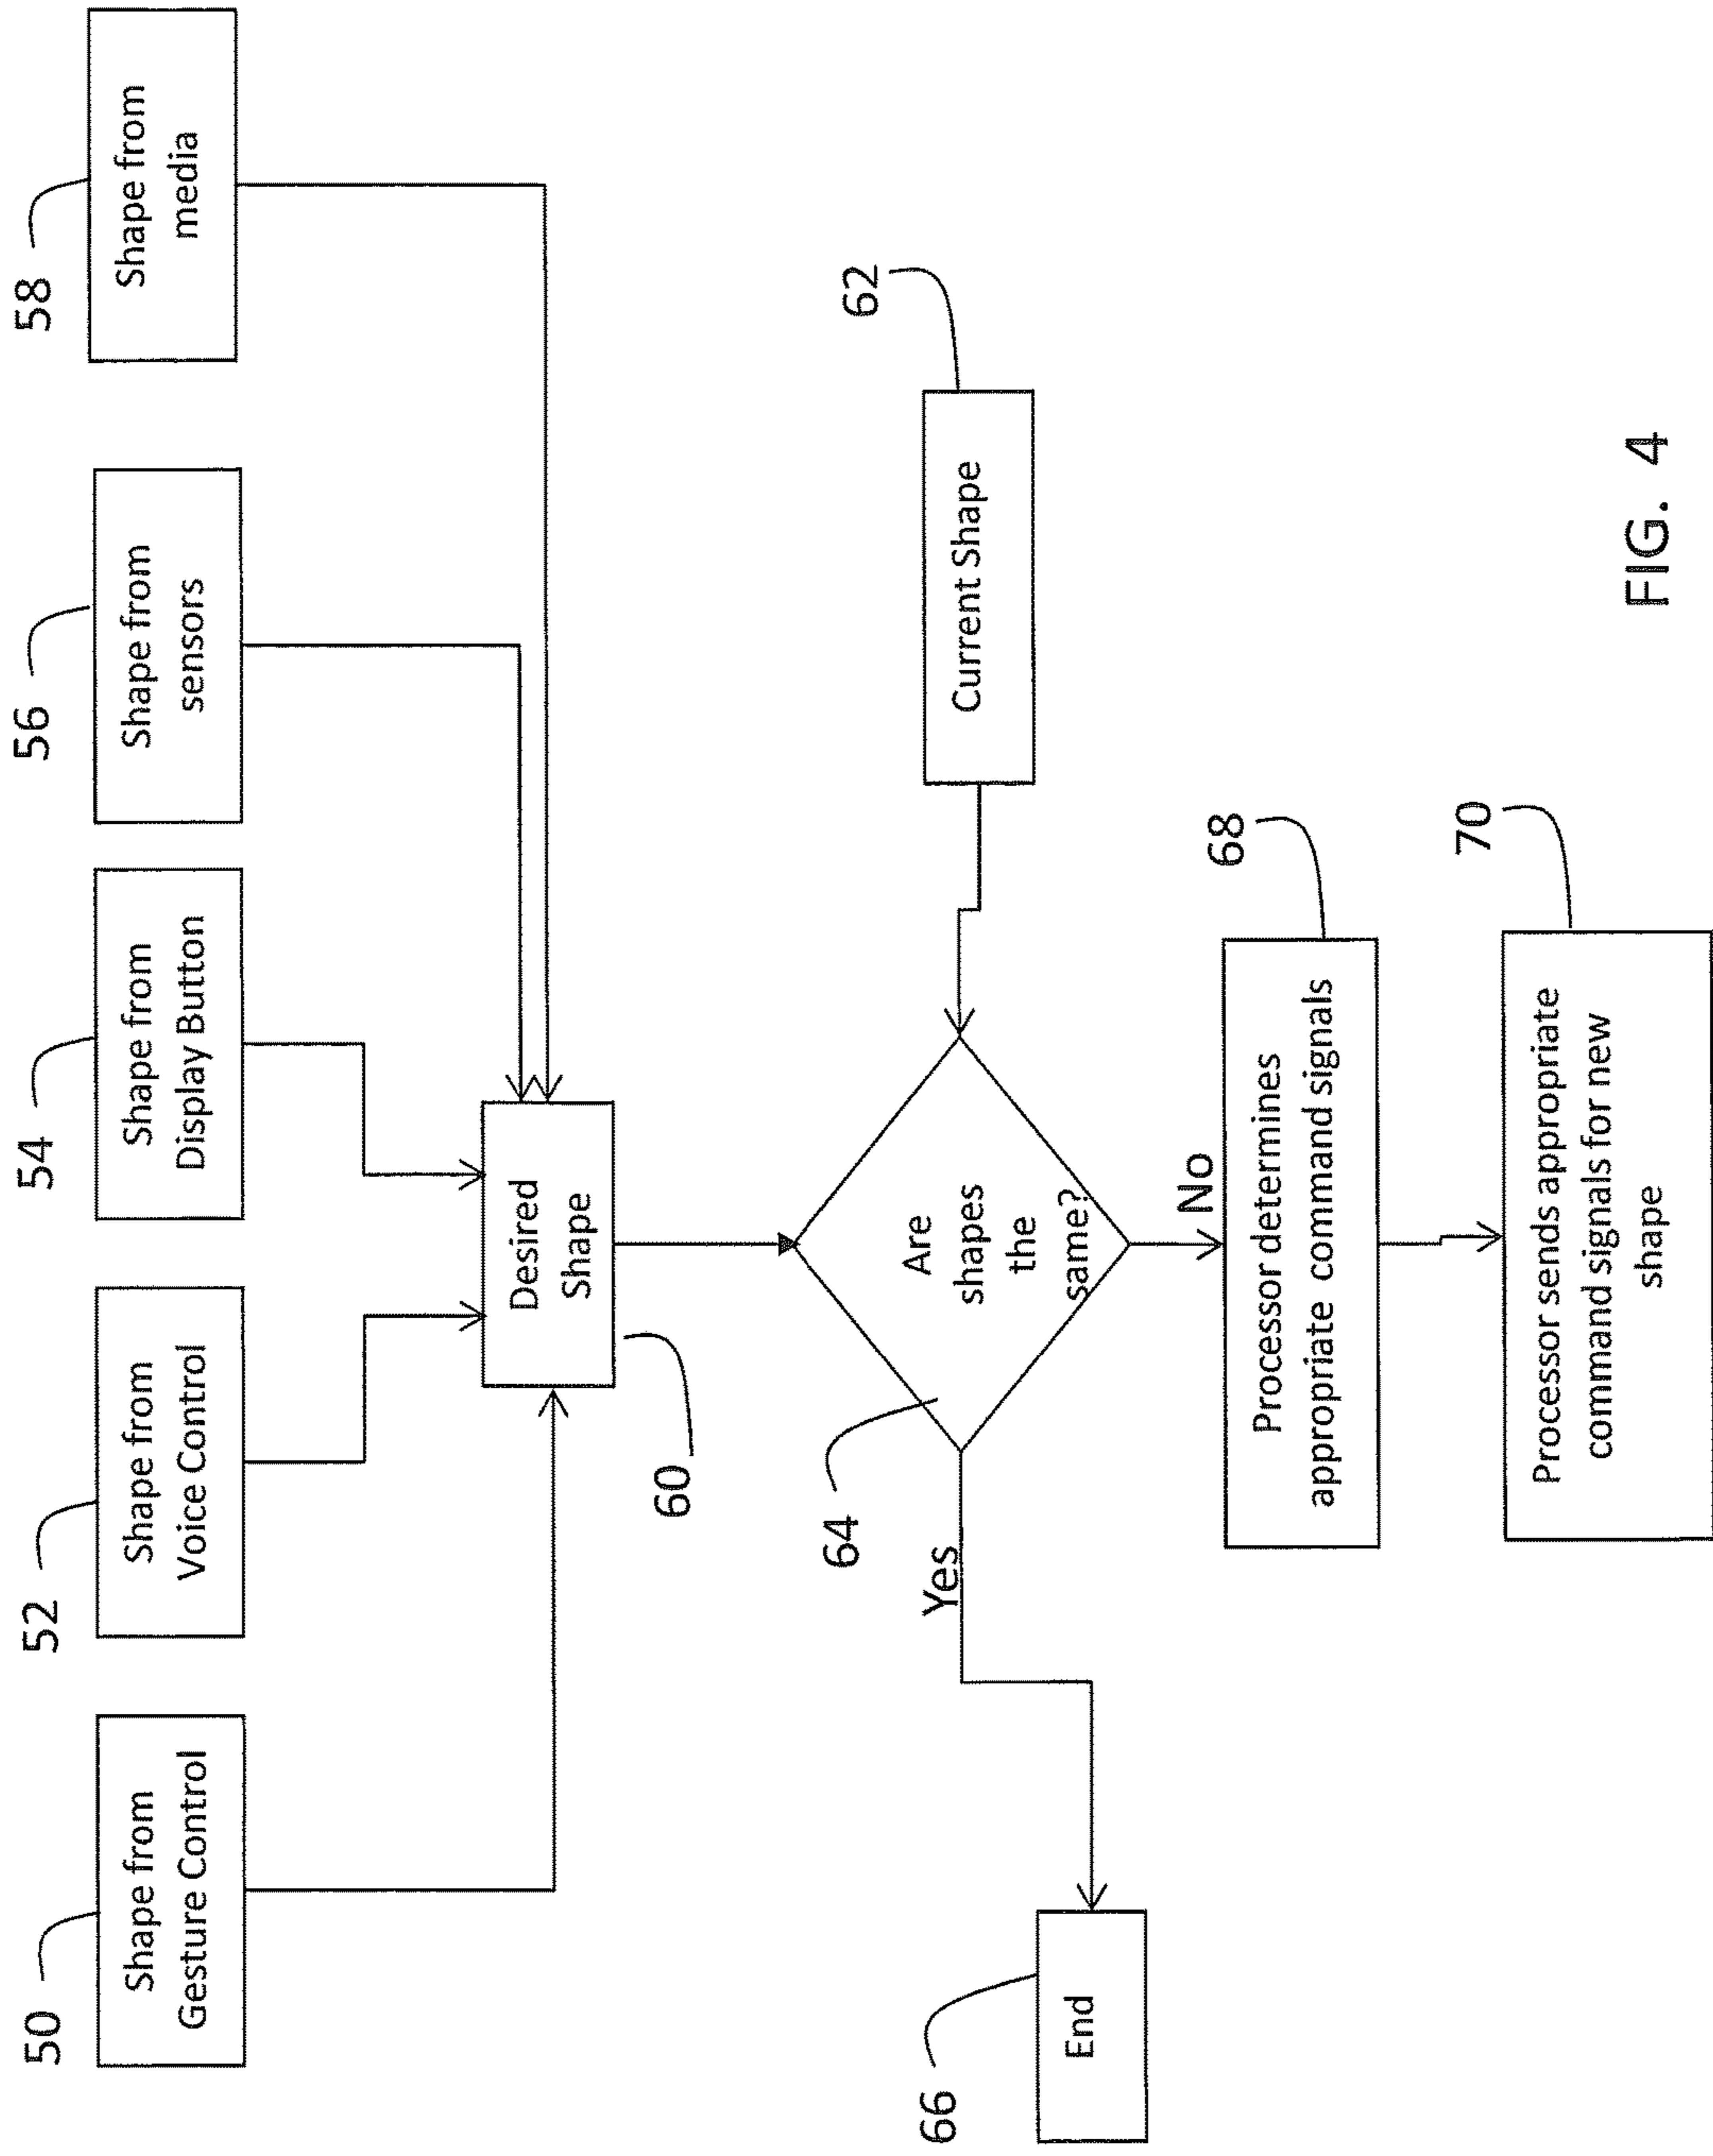 50
Shape from
Gesture Control
52
Shape from
Voice Control
54
Shape from
Display Button
56
Shape from
sensors
58
Shape from
media
Desired
Shape
60
Current Shape
62
Are
shapes
the
same?
64
Yes
No
End
66
Processor determines
appropriate command signals
68
Processor sends appropriate
command signals for new
shape
70
FIG. 4